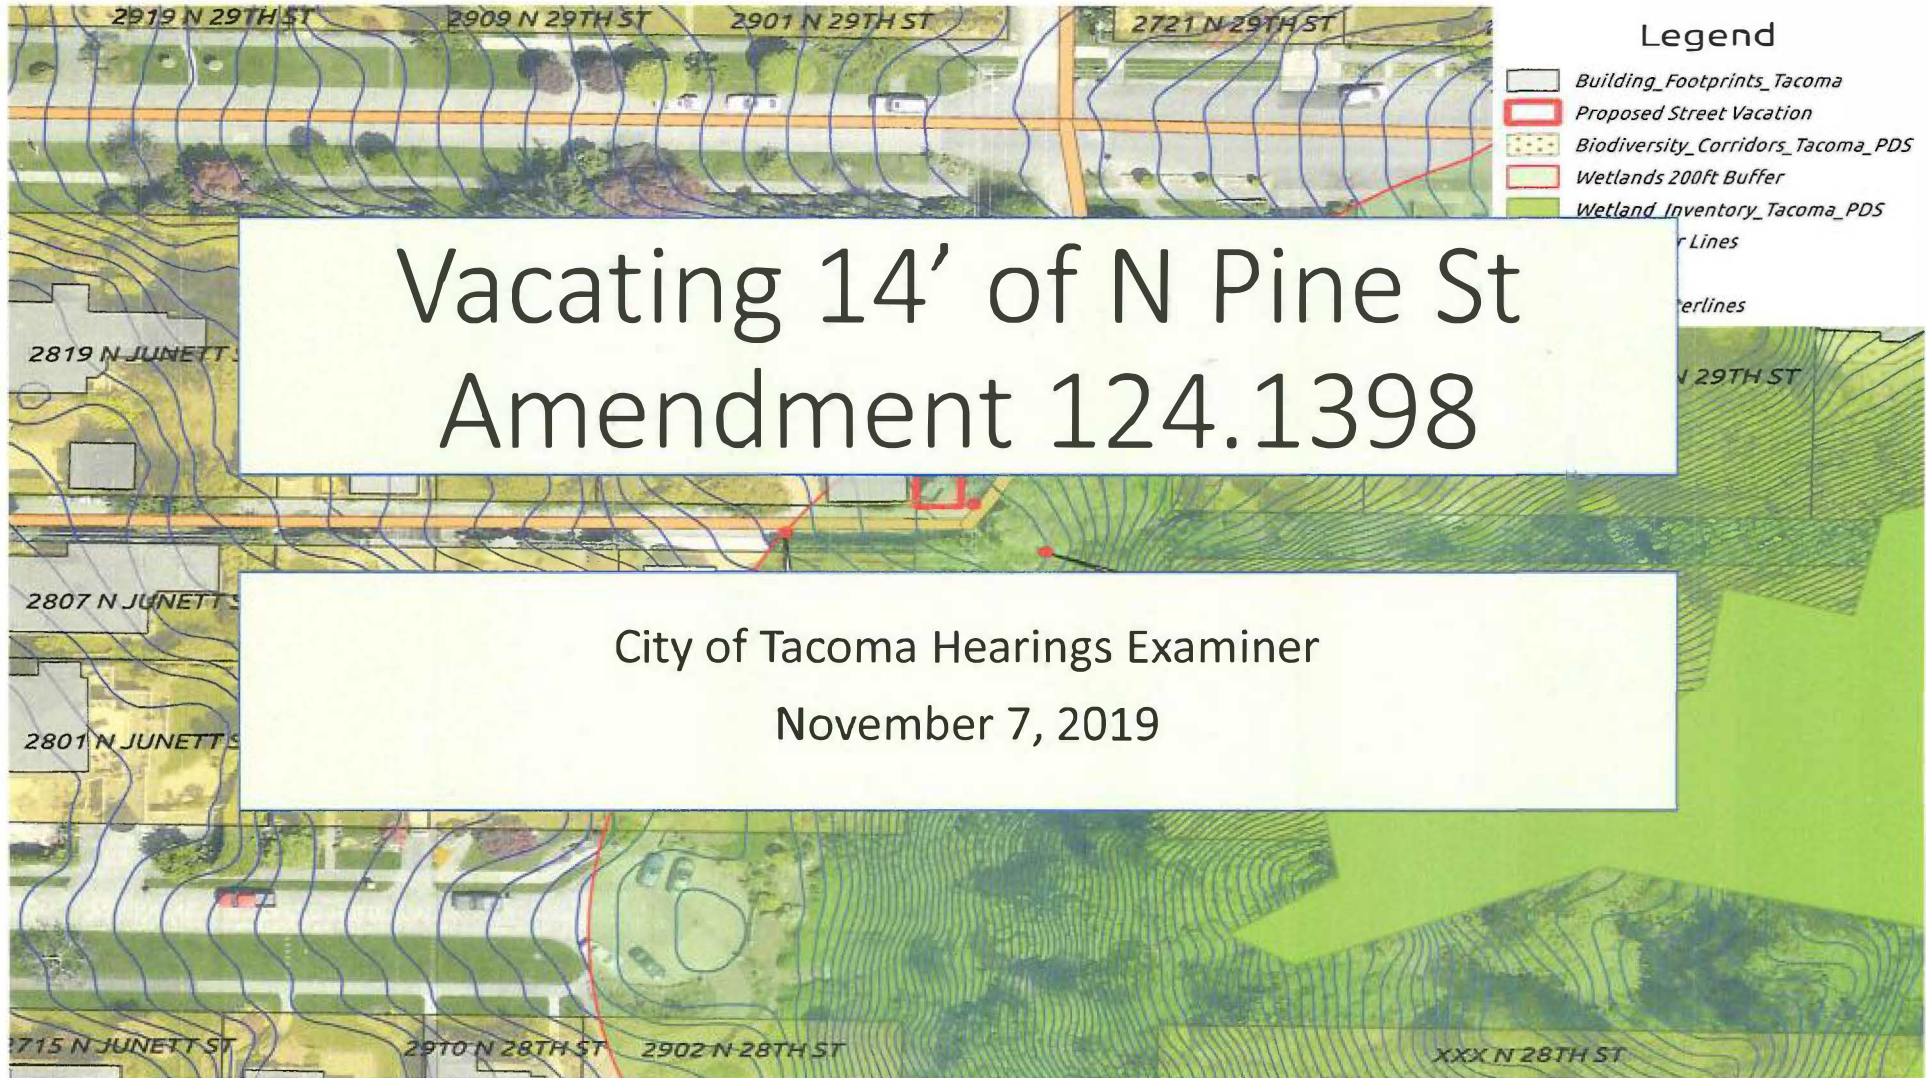 2919 N 29TH ST
2909 N 29TH ST
2901 N 29TH ST
2721 N 29TH ST
Legend
Building_Footprints_Tacoma
Proposed Street Vacation
Biodiversity_Corridors_Tacoma_PDS
Wetlands 200ft Buffer
Wetland_Inventory_Tacoma_PDS
Lines
Vacating 14’ of N Pine St
Amendment 124.1398
2819 N JUNETT
29TH ST
2807 N JUNETT
City of Tacoma Hearings Examiner
November 7, 2019
2801 N JUNETT
715 N JUNETT ST
2910 N 28TH ST
2902 N 28TH ST
XXX N 28TH ST